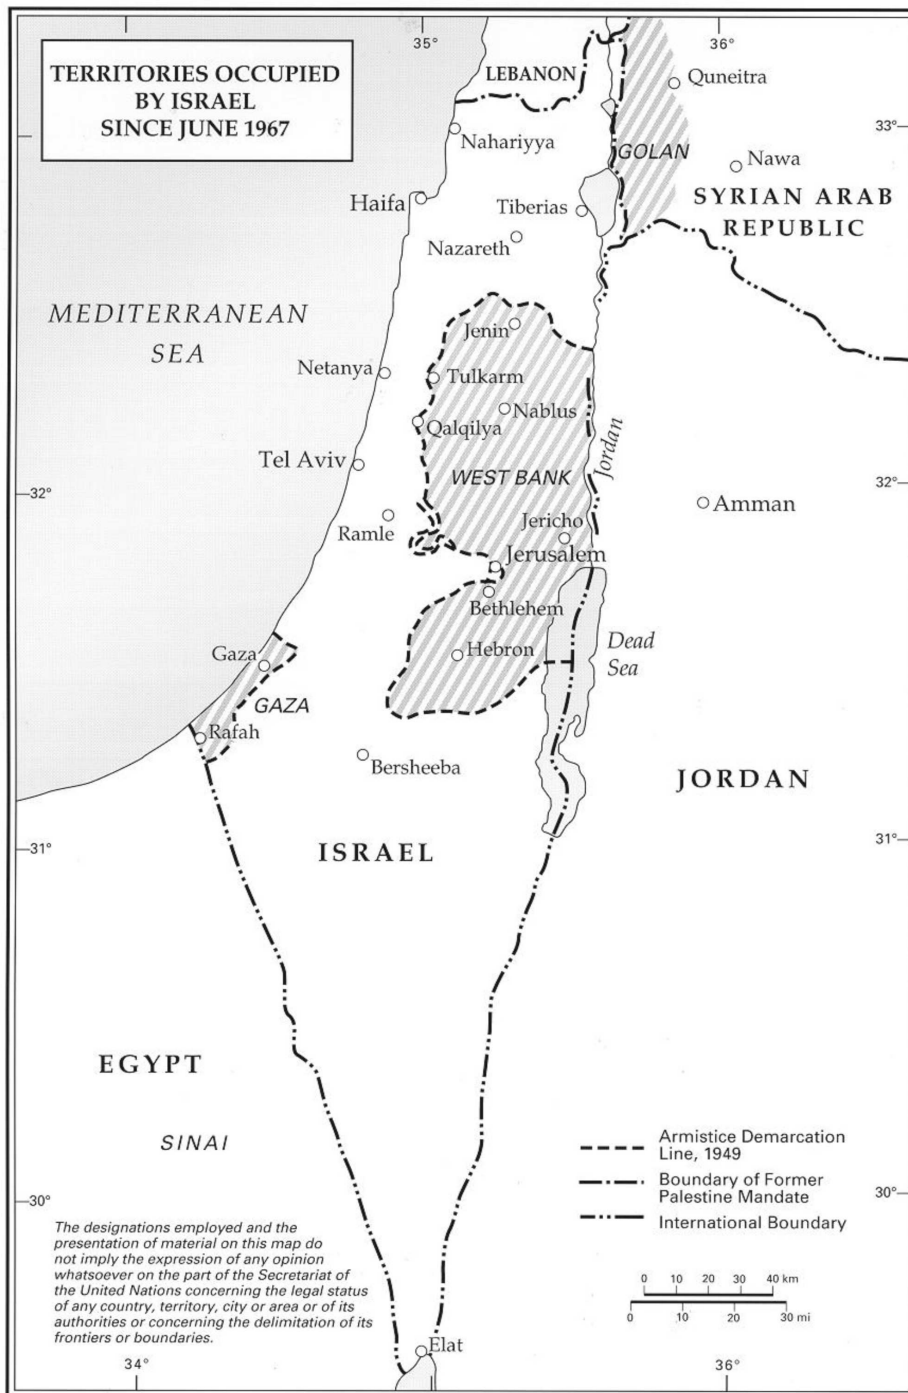 TERRITORIES OCCUPIED
BY ISRAEL
SINCE JUNE 1967
35°
36°
LEBANON
Quneitra
Nahariyya
33°
GOLAN
Nawa
Haifa
Tiberias
SYRIAN ARAB
REPUBLIC
Nazareth
MEDITERRANEAN
SEA
Jenin
Netanya
Tulkarm
Nablus
Qalqilya
Jordan
Tel Aviv
WEST BANK
32°
32°
Amman
Ramle
Jericho
Jerusalem
Bethlehem
Dead
Sea
Gaza
Hebron
GAZA
Rafah
Bersheeba
JORDAN
31°
31°
ISRAEL
EGYPT
SINAI
Armistice Demarcation
Line, 1949
Boundary of Former
Palestine Mandate
International Boundary
30°
30°
The designations employed and the
presentation of material on this map do
not imply the expression of any opinion
whatsoever on the part of the Secretariat of
the United Nations concerning the legal status
of any country, territory, city or area or of its
authorities or concerning the delimitation of its
frontiers or boundaries.
0 10 20 30 40 km
0 10 20 30 mi
Elat
34°
36°